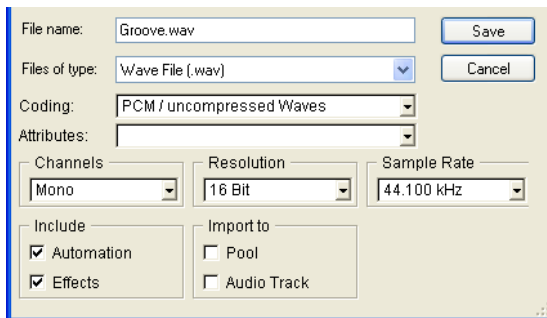 File name: Groove.wav Save
Files of type: Wave File (.wav) Cancel
Coding: PCM / uncompressed Waves
Attributes:
Channels Resolution Sample Rate
Mono 16 Bit 44.100 kHz
Include Import to
Automation Pool
Effects Audio Track